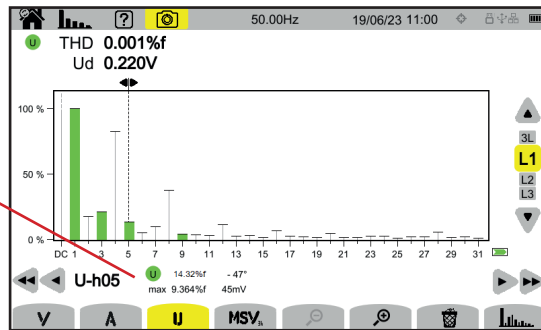 ?
50.00Hz
19/06/23 11:00
U
THD 0.001%f
Ud 0.220V
100 %
50 %
0 %
DC 1 3 5 7 9 11 13 15 17 19 21 23 25 27 29 31
3L
L1
L2
L3
U-h05
U 14.32%f - 47°
max 9.364%f 45mV
V A U MSV